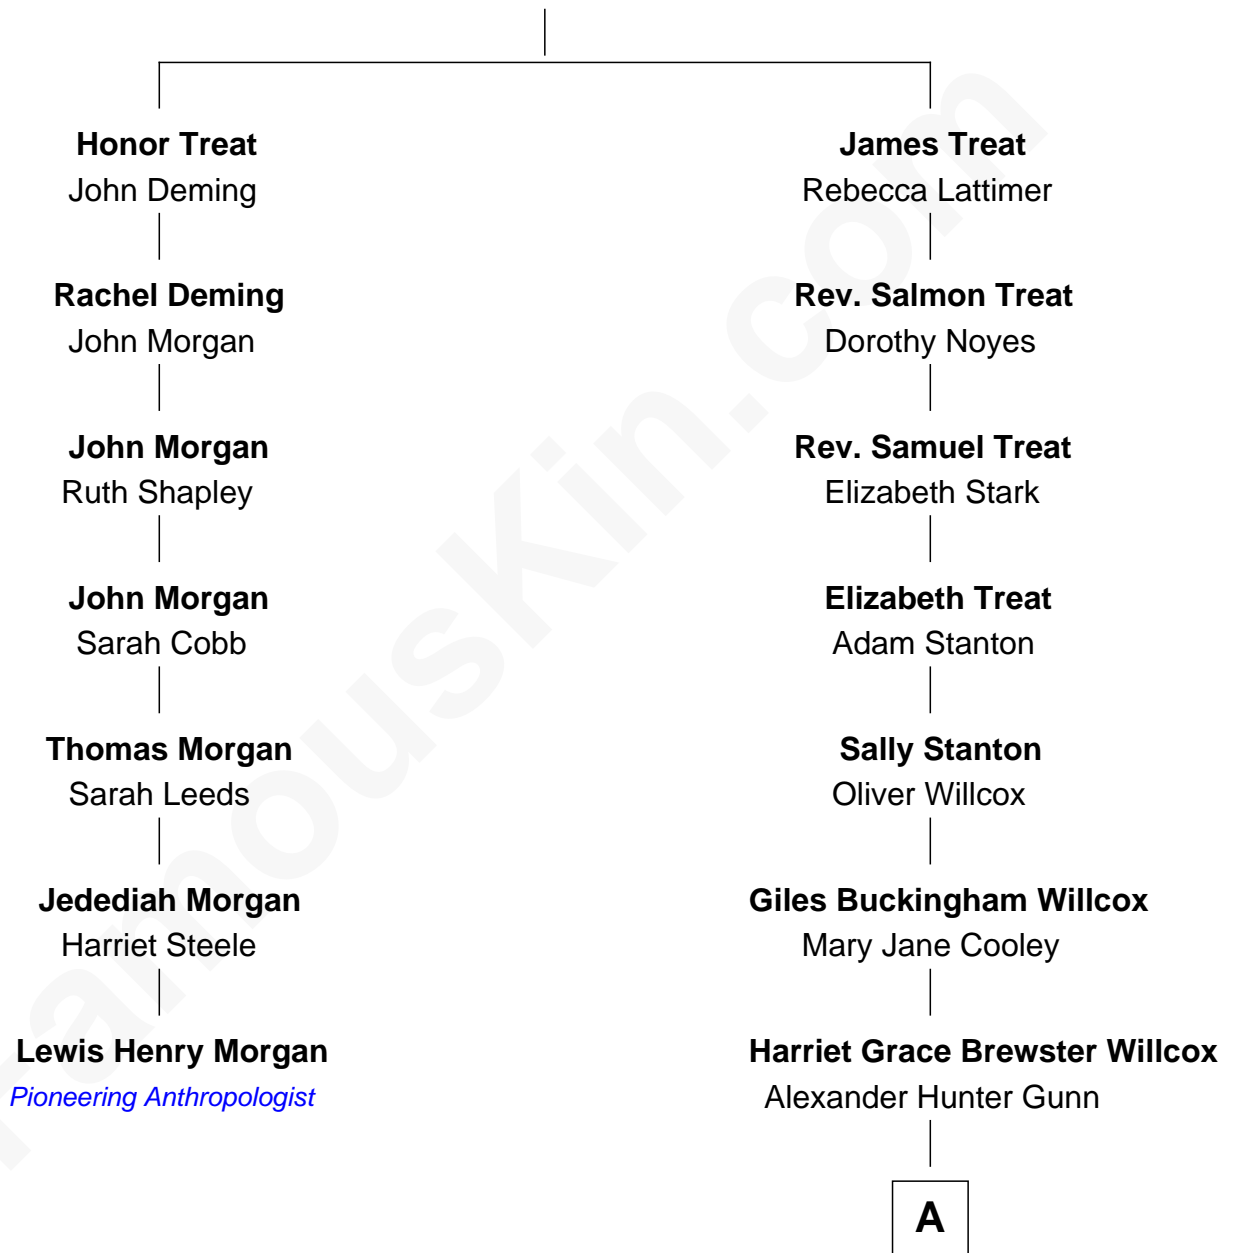 Honor Treat
John Deming
Rachel Deming
John Morgan
John Morgan
Ruth Shapley
John Morgan
Sarah Cobb
Thomas Morgan
Sarah Leeds
Jedediah Morgan
Harriet Steele
Lewis Henry Morgan
Pioneering Anthropologist
James Treat
Rebecca Lattimer
Rev. Salmon Treat
Dorothy Noyes
Rev. Samuel Treat
Elizabeth Stark
Elizabeth Treat
Adam Stanton
Sally Stanton
Oliver Willcox
Giles Buckingham Willcox
Mary Jane Cooley
Harriet Grace Brewster Willcox
Alexander Hunter Gunn
A
FamousKin.com